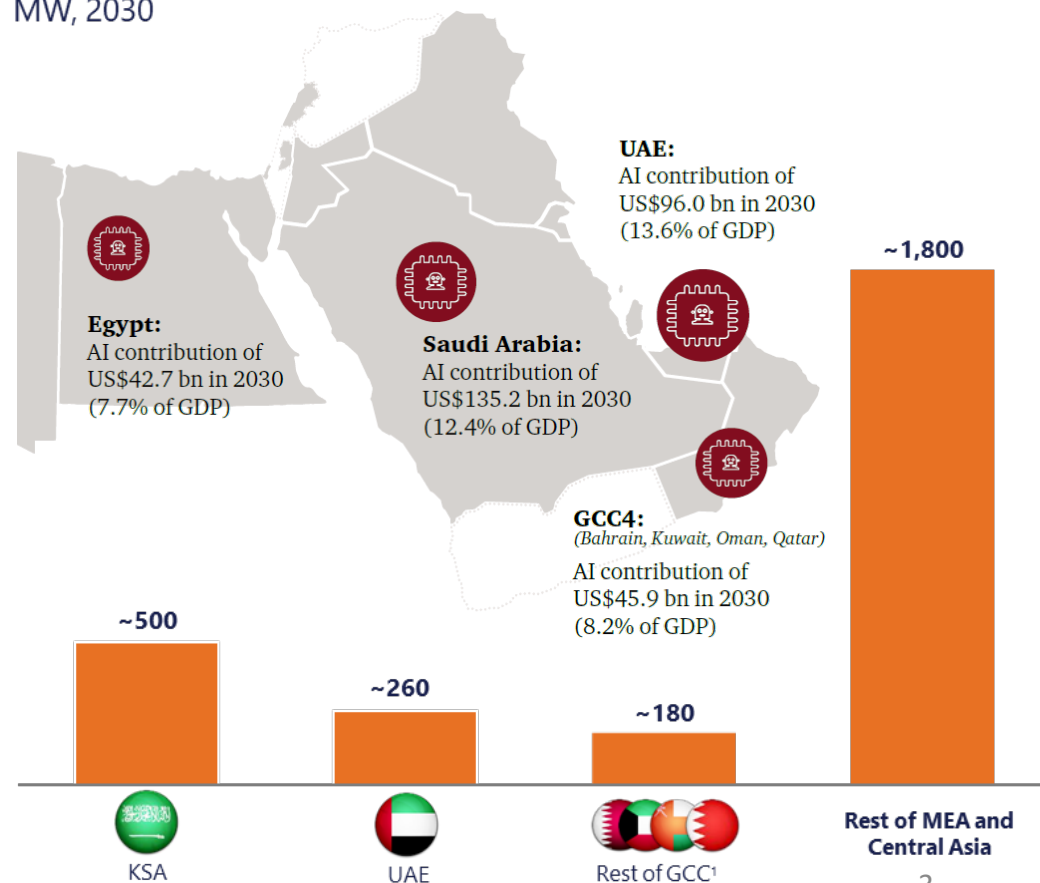 MW, 2030
UAE:
AI contribution of
US$96.0 bn in 2030
(13.6% of GDP)
Egypt:
AI contribution of
US$42.7 bn in 2030
(7.7% of GDP)
Saudi Arabia:
AI contribution of
US$135.2 bn in 2030
(12.4% of GDP)
GCC4:
(Bahrain, Kuwait, Oman, Qatar)
AI contribution of
US$45.9 bn in 2030
(8.2% of GDP)
~500
~260
~180
~1,800
KSA
UAE
Rest of GCC¹
Rest of MEA and
Central Asia